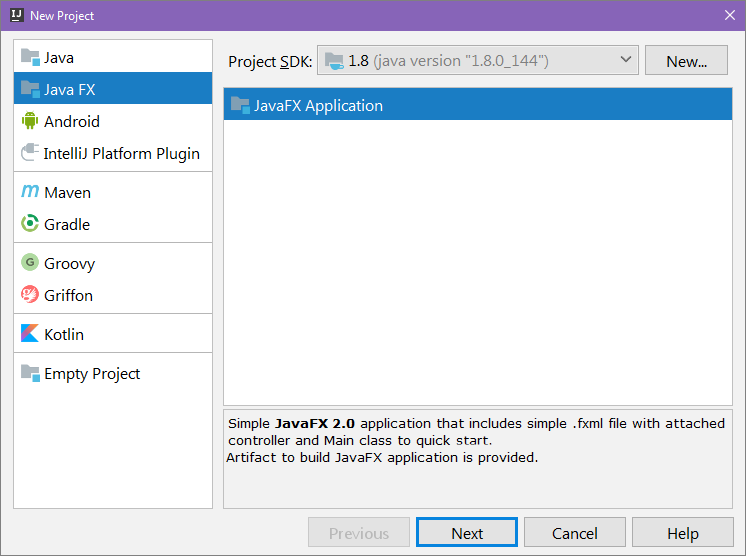 New Project
Java
Java FX
Android
IntelliJ Platform Plugin
Maven
Gradle
Groovy
Griffon
Kotlin
Empty Project
Project SDK: 1.8 (java version "1.8.0_144") New...
JavaFX Application
Simple JavaFX 2.0 application that includes simple .fxml file with attached
controller and Main class to quick start.
Artifact to build JavaFX application is provided.
Previous Next Cancel Help